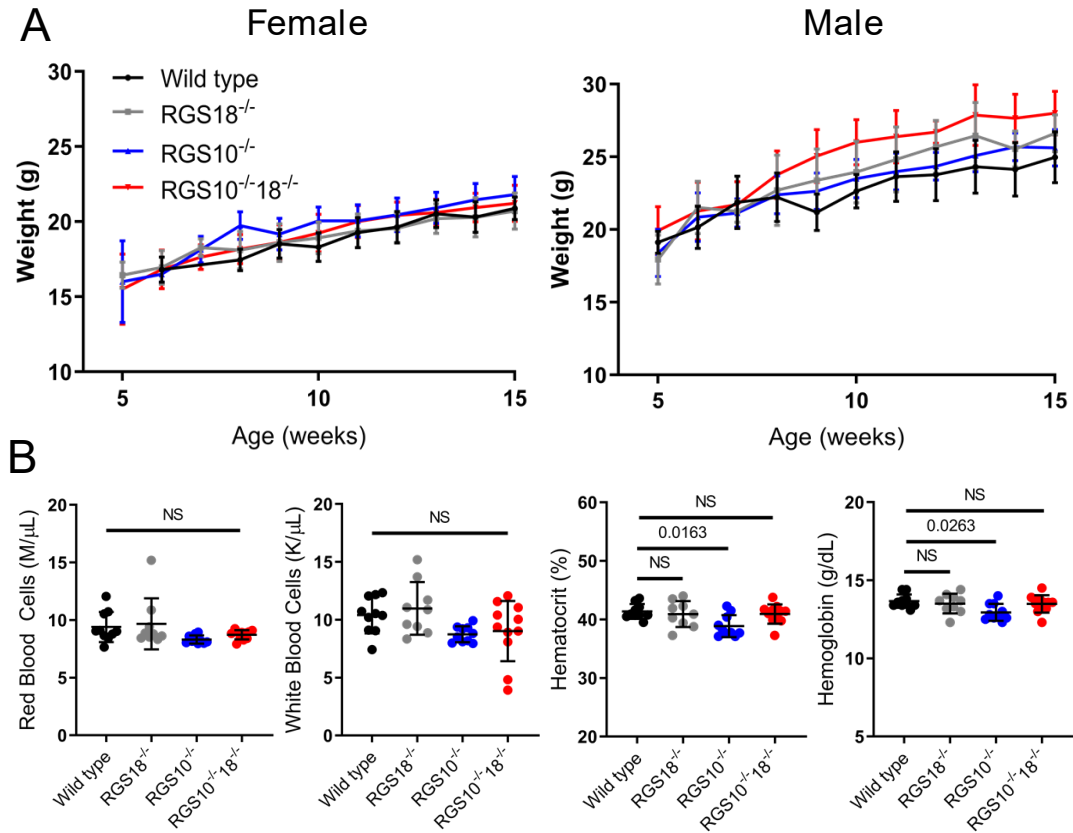 A
Female
Male
Weight (g)
30
25
20
15
10
Wild type
RGS18-/-
RGS10-/-
RGS10-/-18-/-
5
10
15
Age (weeks)
Weight (g)
30
25
20
15
10
5
10
15
Age (weeks)
B
Red Blood Cells (M/μL)
20
15
10
5
0
NS
Wild type
RGS18-/-
RGS10-/-
RGS10-/-18-/-
White Blood Cells (K/μL)
20
15
10
5
0
NS
Wild type
RGS18-/-
RGS10-/-
RGS10-/-18-/-
Hematocrit (%)
60
50
40
30
20
NS
0.0163
NS
Wild type
RGS18-/-
RGS10-/-
RGS10-/-18-/-
Hemoglobin (g/dL)
20
15
10
5
NS
0.0263
NS
Wild type
RGS18-/-
RGS10-/-
RGS10-/-18-/-